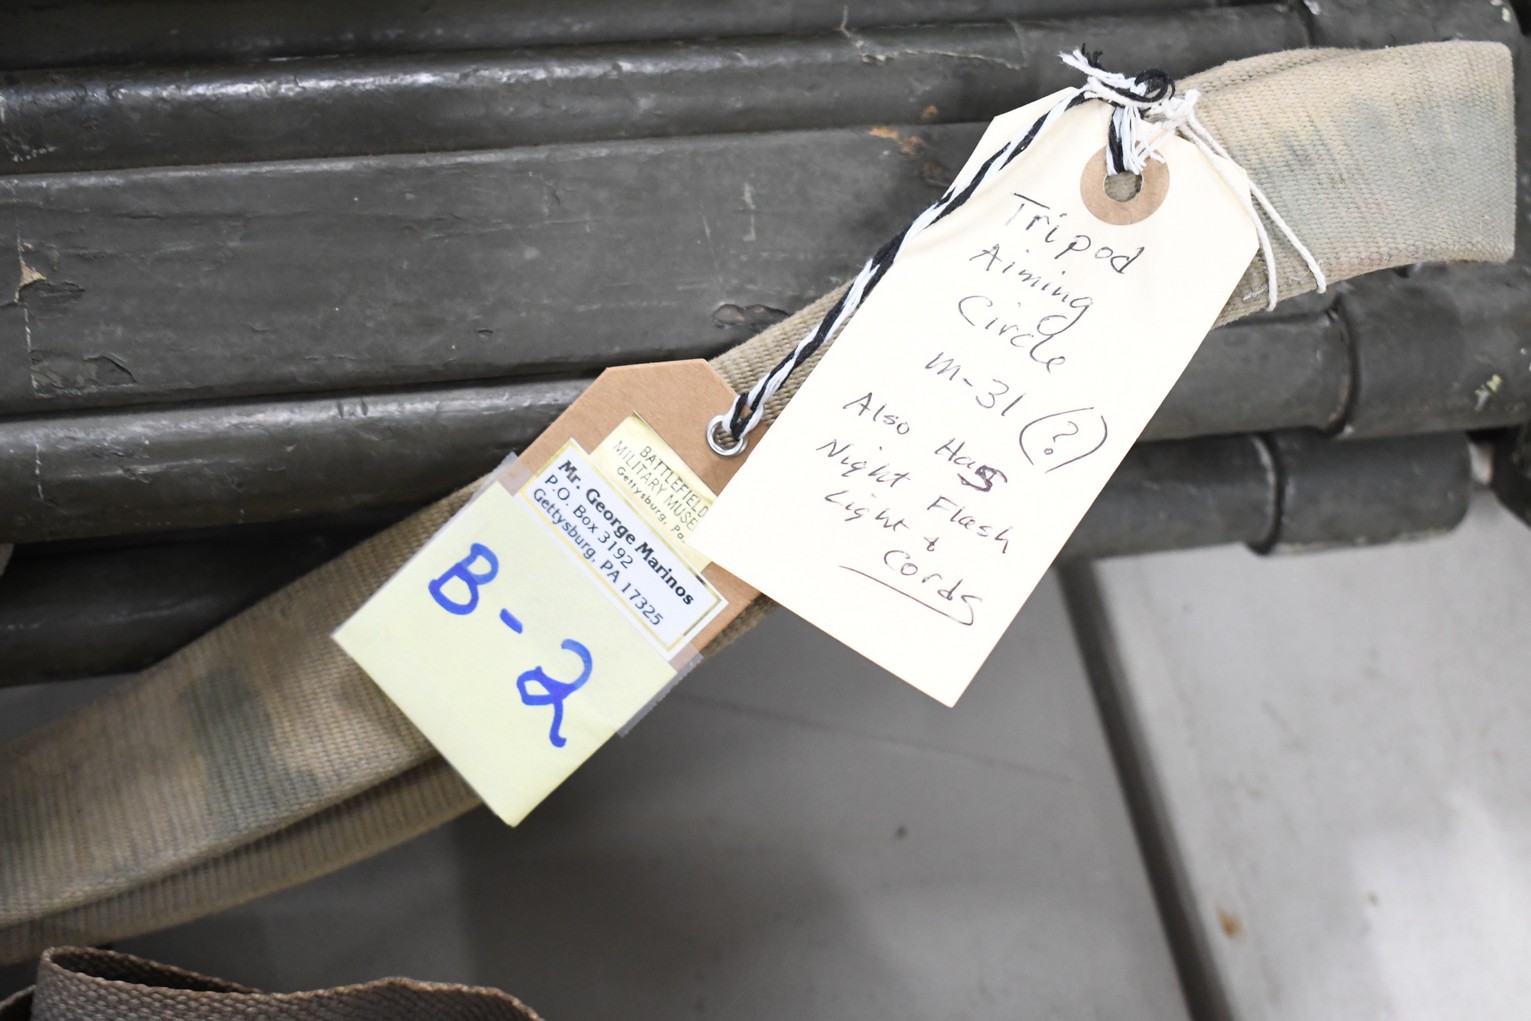 Tripod
Aiming
Circle
M-31 (?)
Also Has
Night Flash
Light &
Cords
BATTLEFIELD
MILITARY MUSE
Gettysburg, Pa.
Mr. George Marinos
P.O. Box 3192
Gettysburg, PA 17325
B-2